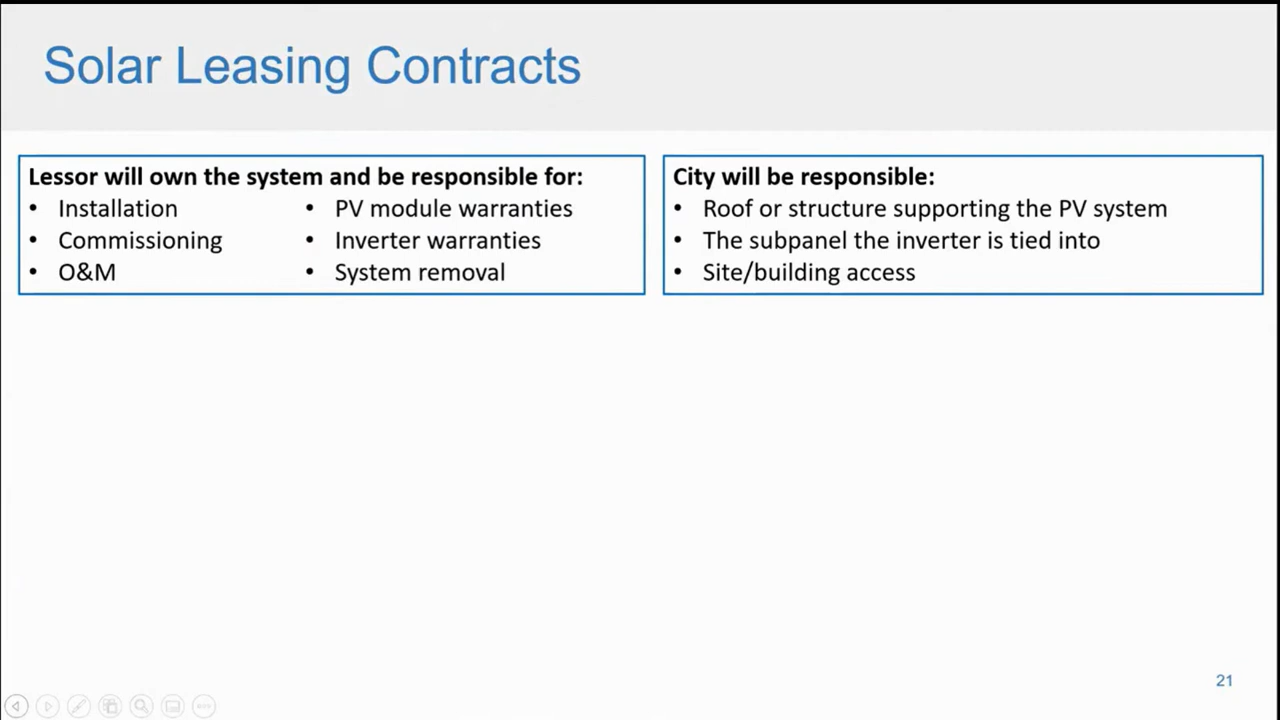 Solar Leasing Contracts
Lessor will own the system and be responsible for:
• Installation
• Commissioning
• O&M
• PV module warranties
• Inverter warranties
• System removal
City will be responsible:
• Roof or structure supporting the PV system
• The subpanel the inverter is tied into
• Site/building access
21